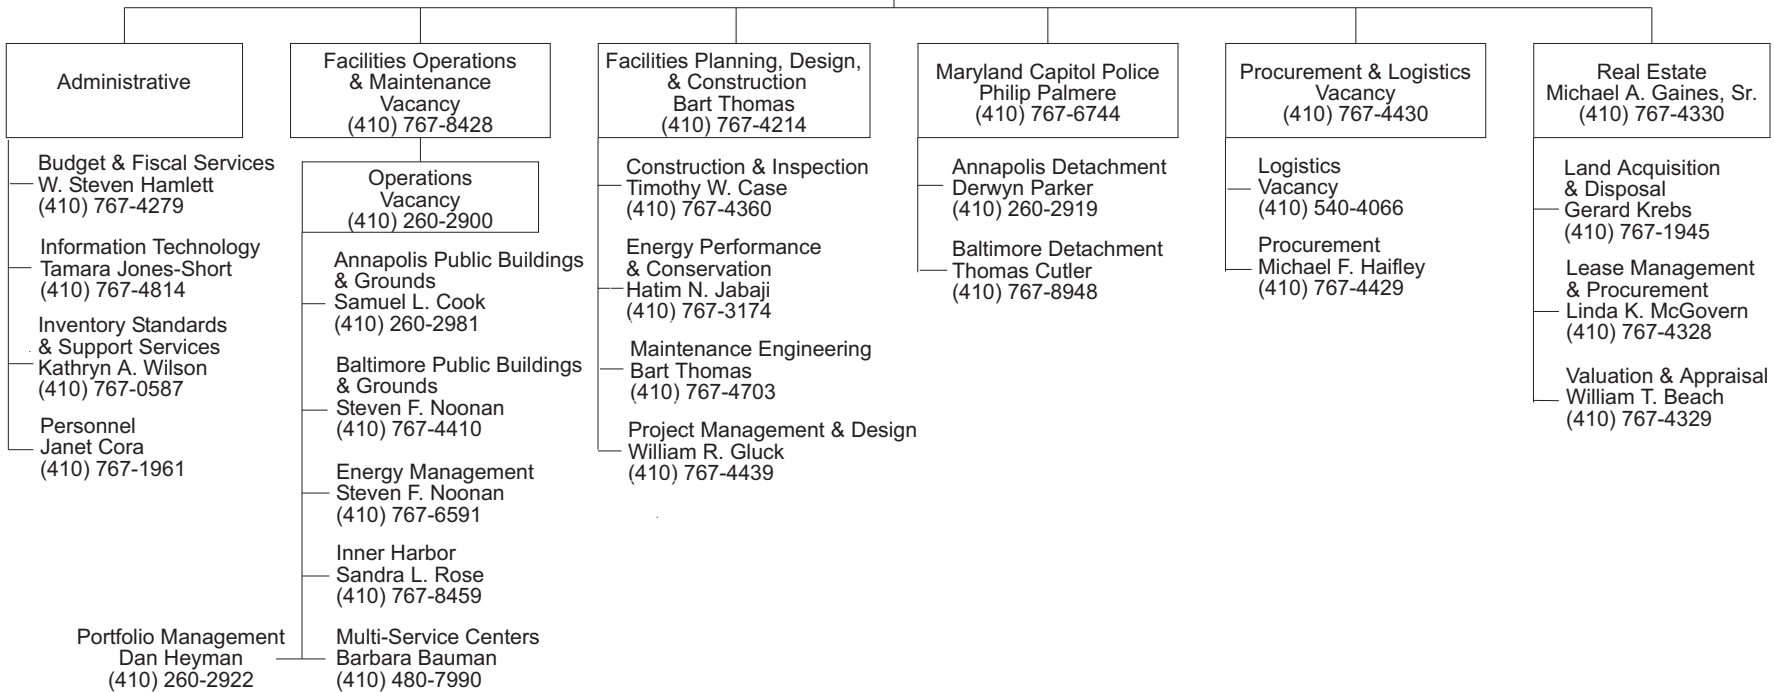 Administrative
Budget & Fiscal Services
W. Steven Hamlett
(410) 767-4279
Information Technology
Tamara Jones-Short
(410) 767-4814
Inventory Standards
& Support Services
Kathryn A. Wilson
(410) 767-0587
Personnel
Janet Cora
(410) 767-1961
Facilities Operations
& Maintenance
Vacancy
(410) 767-8428
Operations
Vacancy
(410) 260-2900
Annapolis Public Buildings
& Grounds
Samuel L. Cook
(410) 260-2981
Baltimore Public Buildings
& Grounds
Steven F. Noonan
(410) 767-4410
Energy Management
Steven F. Noonan
(410) 767-6591
Inner Harbor
Sandra L. Rose
(410) 767-8459
Portfolio Management
Dan Heyman
(410) 260-2922
Multi-Service Centers
Barbara Bauman
(410) 480-7990
Facilities Planning, Design,
& Construction
Bart Thomas
(410) 767-4214
Construction & Inspection
Timothy W. Case
(410) 767-4360
Energy Performance
& Conservation
Hatim N. Jabaji
(410) 767-3174
Maintenance Engineering
Bart Thomas
(410) 767-4703
Project Management & Design
William R. Gluck
(410) 767-4439
Maryland Capitol Police
Philip Palmere
(410) 767-6744
Annapolis Detachment
Derwyn Parker
(410) 260-2919
Baltimore Detachment
Thomas Cutler
(410) 767-8948
Procurement & Logistics
Vacancy
(410) 767-4430
Logistics
Vacancy
(410) 540-4066
Procurement
Michael F. Haifley
(410) 767-4429
Real Estate
Michael A. Gaines, Sr.
(410) 767-4330
Land Acquisition
& Disposal
Gerard Krebs
(410) 767-1945
Lease Management
& Procurement
Linda K. McGovern
(410) 767-4328
Valuation & Appraisal
William T. Beach
(410) 767-4329